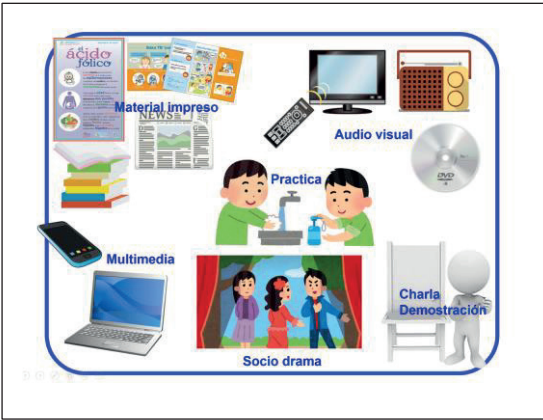 ácido
fólico
Material impreso
NEWS
Audio visual
DVD
Practica
Multimedia
Charla
Demostración
Socio drama